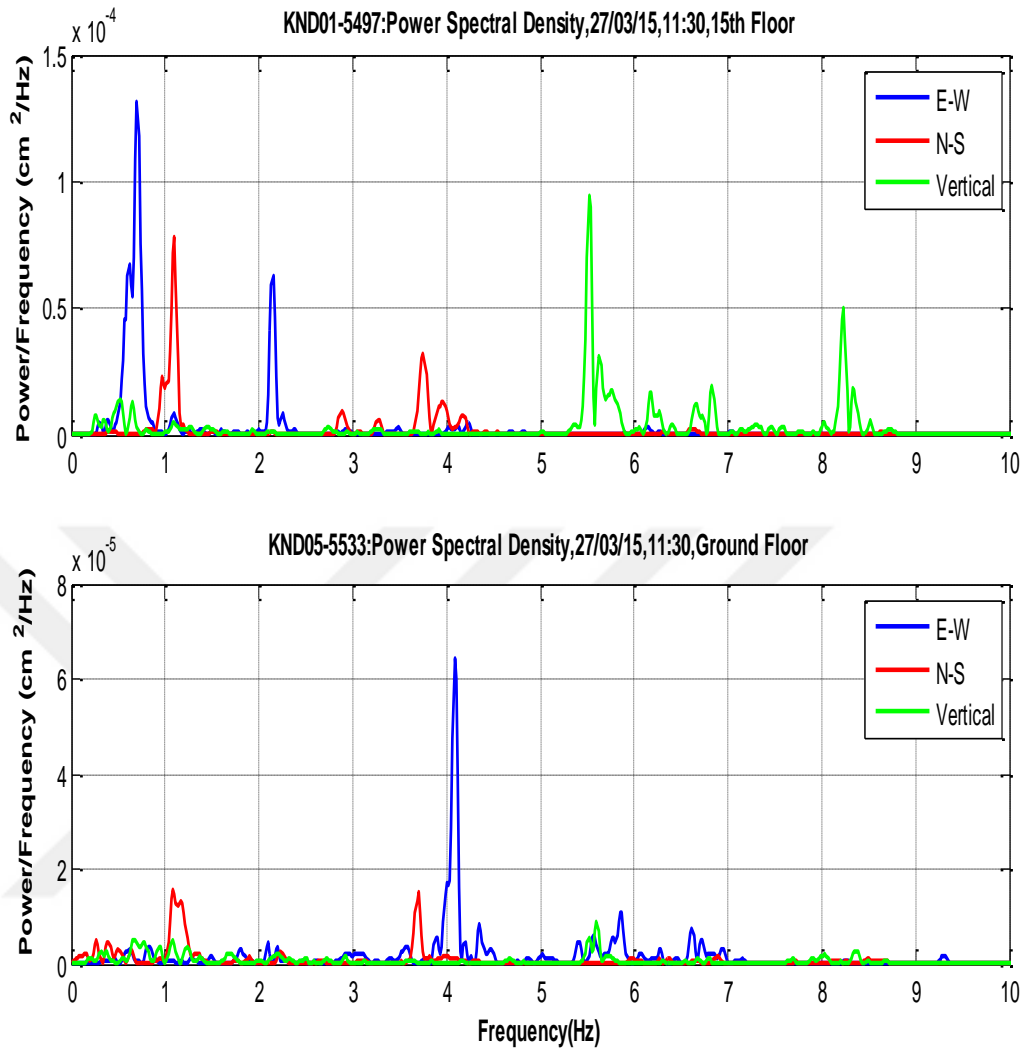 KND01-5497:Power Spectral Density,27/03/15,11:30,15th Floor
x 10^-4
Power/Frequency (cm ²/Hz)
1.5
1
0.5
0
0 1 2 3 4 5 6 7 8 9 10
E-W
N-S
Vertical
KND05-5533:Power Spectral Density,27/03/15,11:30,Ground Floor
x 10^-5
Power/Frequency (cm ²/Hz)
8
6
4
2
0
0 1 2 3 4 5 6 7 8 9 10
E-W
N-S
Vertical
Frequency(Hz)